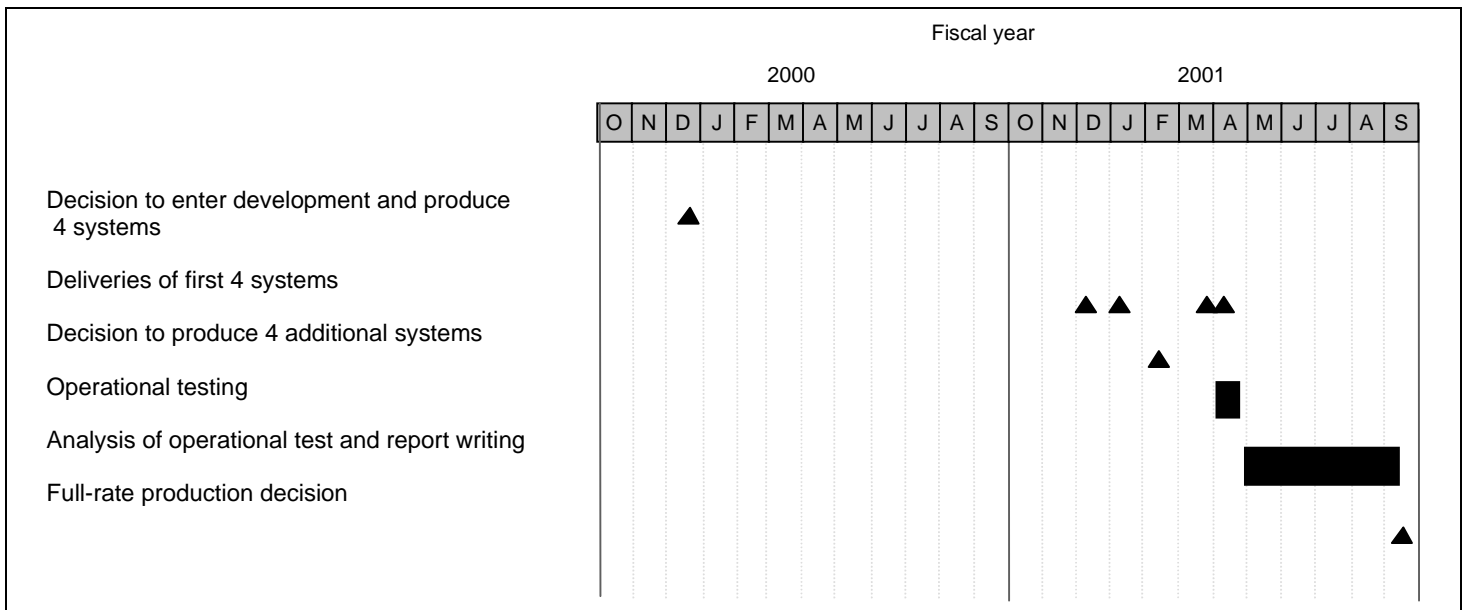 Fiscal year
2000 2001
O N D J F M A M J J A S O N D J F M A M J J A S
Decision to enter development and produce
4 systems
Deliveries of first 4 systems
Decision to produce 4 additional systems
Operational testing
Analysis of operational test and report writing
Full-rate production decision